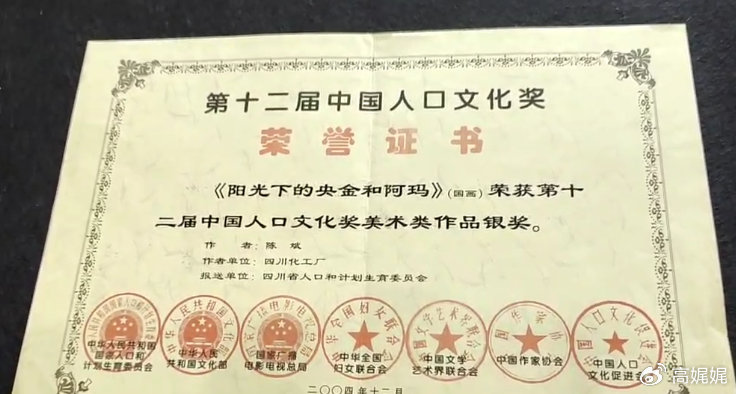 第十二届中国人口文化奖
荣誉证书
《阳光下的央金和阿玛》(国画)荣获第十
二届中国人口文化奖美术类作品银奖。
作者：陈斌
作者单位：四川化工厂
报送单位：四川省人口和计划生育委员会
中华人民共和国
国家人口和
计划生育委员会
中华人民
共和国文化部
国家广播
电影电视总局
中华全国
妇女联合会
中国文学
艺术界联合会
中国作家协会
中国人口
文化促进会
二〇〇四年十二月
高娓娓